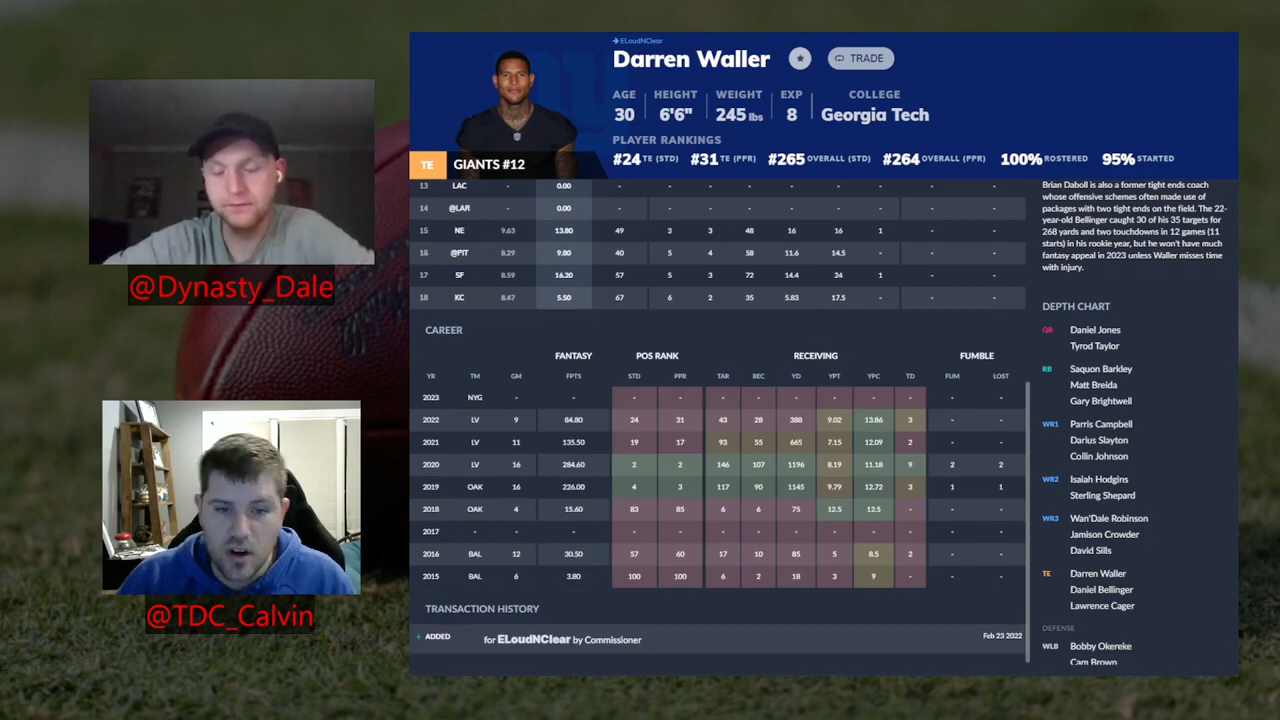 @Dynasty_Dale
@TDC_Calvin
ELoudNClear
Darren Waller
TRADE
AGE HEIGHT WEIGHT EXP COLLEGE
30 6'6" 245 lbs 8 Georgia Tech
PLAYER RANKINGS
#24 TE (STD) #31 TE (PPR) #265 OVERALL (STD) #264 OVERALL (PPR) 100% ROSTERED 95% STARTED
TE GIANTS #12
13 LAC - 0.00 - - - - - - - - -
14 @LAR 0.00 - - - - - - - - -
15 NE 9.63 13.80 49 3 3 48 16 16 1 - -
16 @PIT 8.29 9.80 40 5 4 58 11.6 14.5 - - -
17 SF 8.59 16.20 57 5 3 72 14.4 24 1 - -
18 KC 8.47 5.50 67 6 2 35 5.83 17.5 - - -
CAREER
FANTASY POS RANK RECEIVING FUMBLE
YR TM GM FPTS STD PPR TAR REC YD YPT YPC TD FUM LOST
2023 NYG - - - - - - - - - - - -
2022 LV 9 84.80 24 31 43 28 388 9.02 13.86 3 - -
2021 LV 11 135.50 19 17 93 55 665 7.15 12.09 2 - -
2020 LV 16 284.60 2 2 146 107 1196 8.19 11.18 9 2 2
2019 OAK 16 226.00 4 3 117 90 1145 9.79 12.72 3 1 1
2018 OAK 4 15.60 83 85 6 6 75 12.5 12.5 - - -
2017 - - - - - - - - - - - - -
2016 BAL 12 30.50 57 60 17 10 85 5 8.5 2 - -
2015 BAL 6 3.80 100 100 6 2 18 3 9 - - -
TRANSACTION HISTORY
+ ADDED for ELoudNClear by Commissioner Feb 23 2022
Brian Daboll is also a former tight ends coach
whose offensive schemes often made use of
packages with two tight ends on the field. The 22-
year-old Bellinger caught 30 of his 35 targets for
268 yards and two touchdowns in 12 games (11
starts) in his rookie year, but he won't have much
fantasy appeal in 2023 unless Waller misses time
with injury.
DEPTH CHART
QB Daniel Jones
Tyrod Taylor
RB Saquon Barkley
Matt Breida
Gary Brightwell
WR1 Parris Campbell
Darius Slayton
Collin Johnson
WR2 Isaiah Hodgins
Sterling Shepard
WR3 Wan'Dale Robinson
Jamison Crowder
David Sills
TE Darren Waller
Daniel Bellinger
Lawrence Cager
DEFENSE
WLB Bobby Okereke
Cam Brown